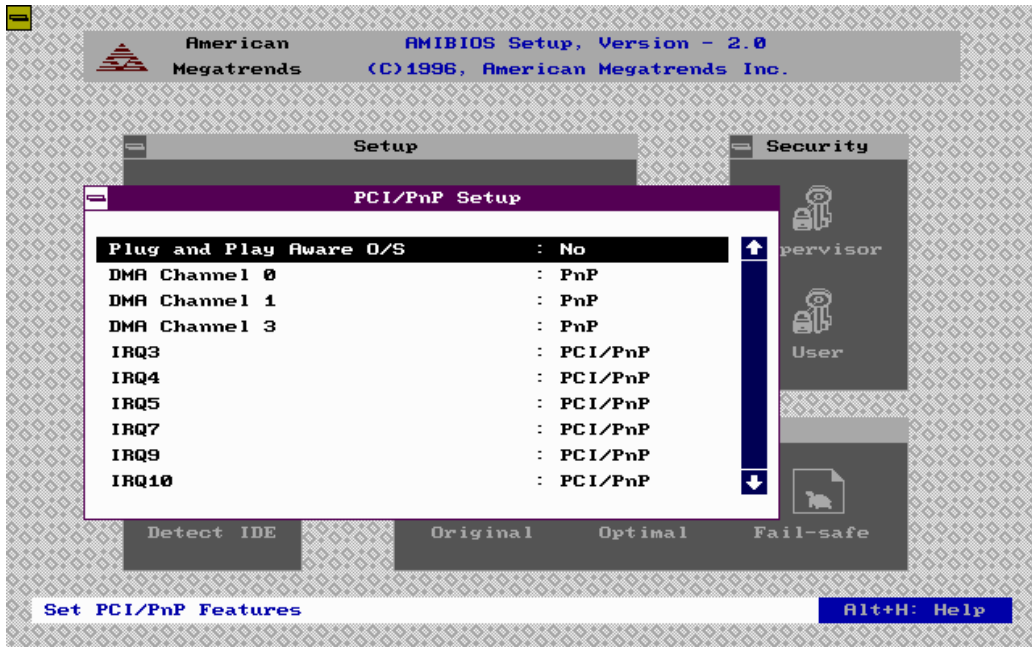 American AMIBIOS Setup, Version - 2.0
Megatrends (C)1996, American Megatrends Inc.
Setup
Security
PCI/PnP Setup
Plug and Play Aware O/S : No
DMA Channel 0 : PnP
DMA Channel 1 : PnP
DMA Channel 3 : PnP
IRQ3 : PCI/PnP
IRQ4 : PCI/PnP
IRQ5 : PCI/PnP
IRQ7 : PCI/PnP
IRQ9 : PCI/PnP
IRQ10 : PCI/PnP
pervisor
User
Detect IDE
Original Optimal Fail-safe
Set PCI/PnP Features
Alt+H: Help